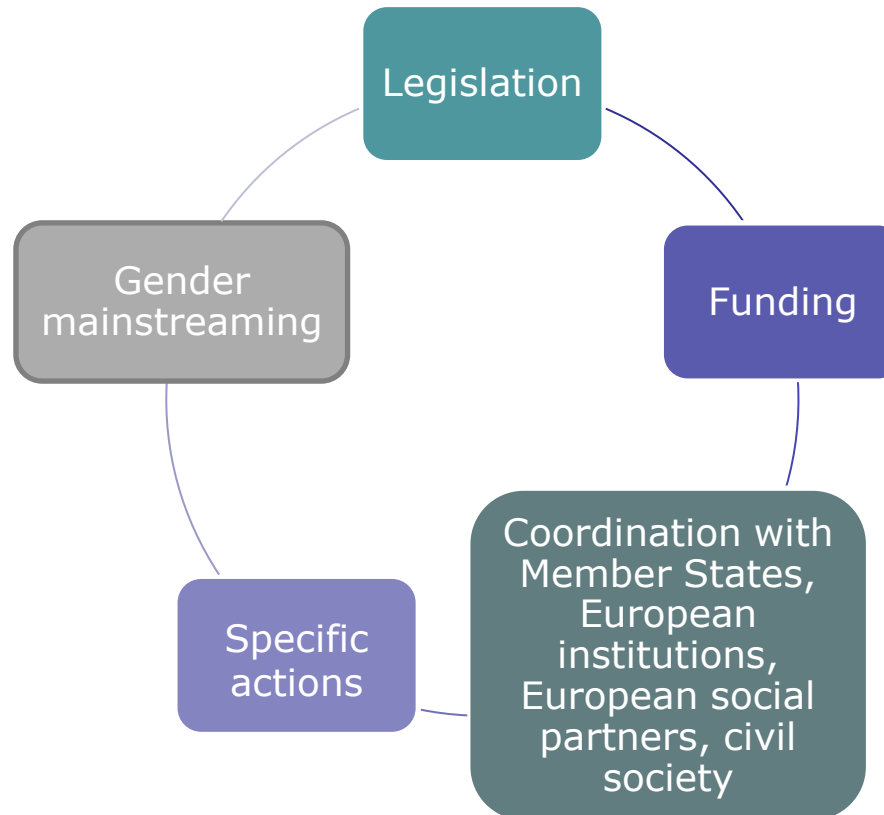 Legislation
Funding
Coordination with
Member States,
European
institutions,
European social
partners, civil
society
Specific
actions
Gender
mainstreaming